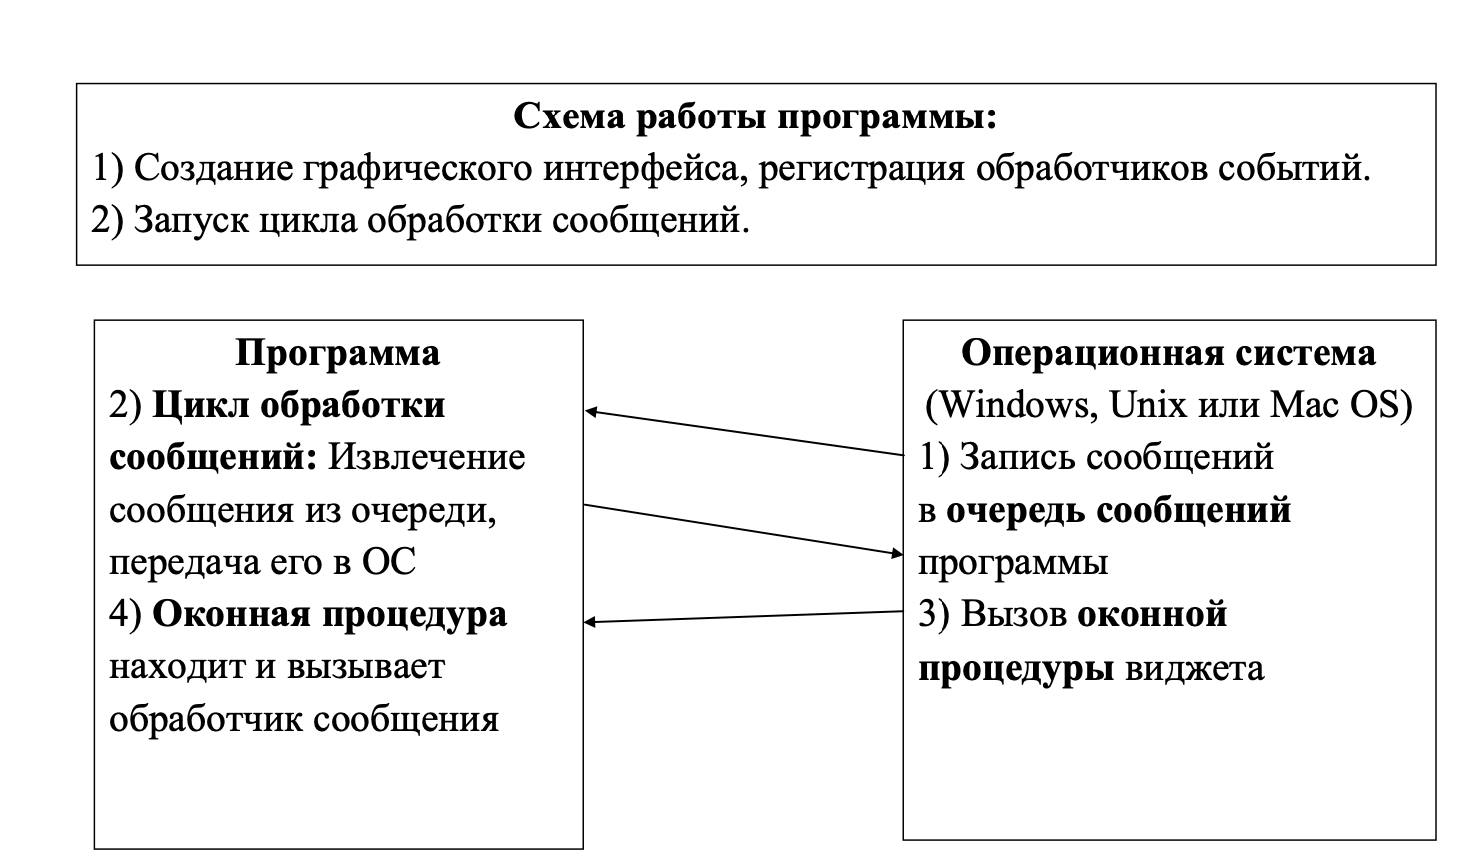 Схема работы программы:
1) Создание графического интерфейса, регистрация обработчиков событий.
2) Запуск цикла обработки сообщений.
Программа
2) Цикл обработки
сообщений: Извлечение
сообщения из очереди,
передача его в ОС
4) Оконная процедура
находит и вызывает
обработчик сообщения
Операционная система
(Windows, Unix или Mac OS)
1) Запись сообщений
в очередь сообщений
программы
3) Вызов оконной
процедуры виджета